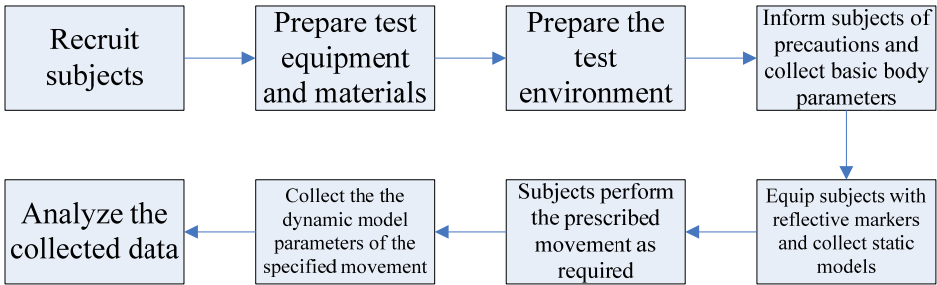 Recruit
subjects
Prepare test
equipment
and materials
Prepare the
test
environment
Inform subjects of
precautions and
collect basic body
parameters
Equip subjects with
reflective markers
and collect static
models
Subjects perform
the prescribed
movement as
required
Collect the the
dynamic model
parameters of the
specified movement
Analyze the
collected data